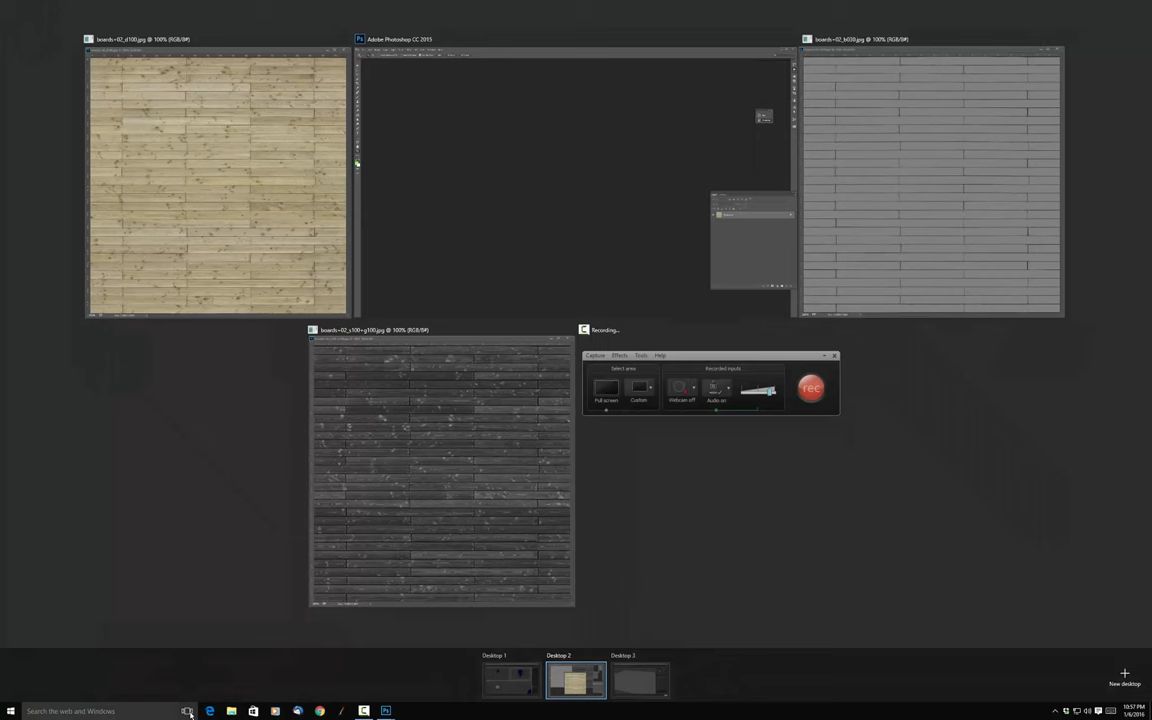 boards+02_d100.jpg @ 100% (RGB/8#)
Adobe Photoshop CC 2015
boards+02_b030.jpg @ 100% (RGB/8#)
boards+02_s100+g100.jpg @ 100% (RGB/8#)
Recording...
Capture Effects Tools Help
Select area
Recorded inputs
rec
Full screen
Custom
Webcam off
Audio on
Desktop 1
Desktop 2
Desktop 3
New desktop
Search the web and Windows
10:57 PM
1/6/2016